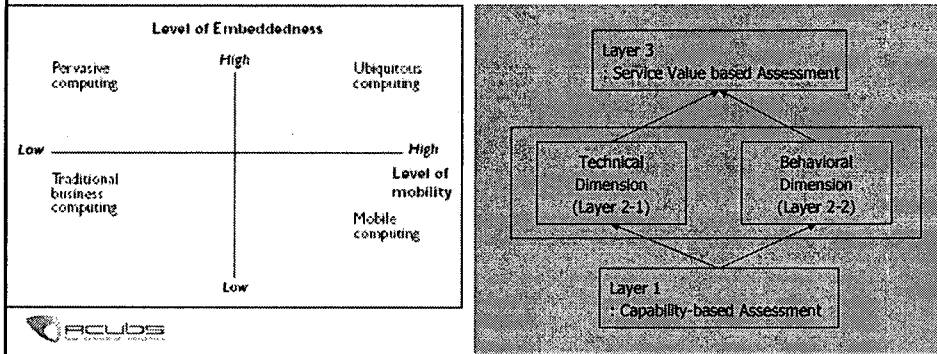 Level of Embeddedness
High
Pervasive
computing
Ubiquitous
computing
Low
High
Level of
mobility
Traditional
business
computing
Mobile
computing
Low
ACUBS
Layer 3
: Service Value based Assessment
Technical
Dimension
(Layer 2-1)
Behavioral
Dimension
(Layer 2-2)
Layer 1
: Capability-based Assessment